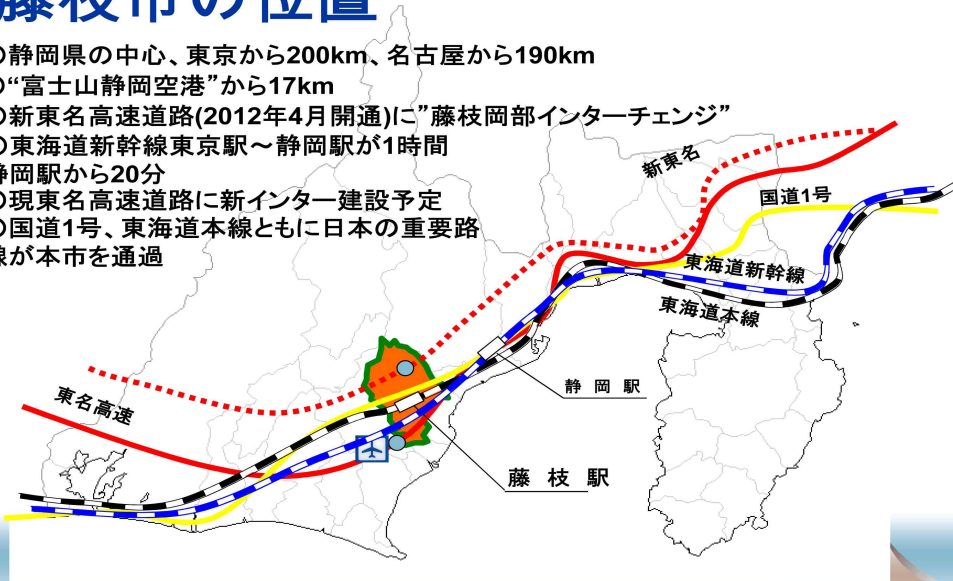 藤枝市の位置
静岡県の中心、東京から200km、名古屋から190km
“富士山静岡空港”から17km
新東名高速道路(2012年4月開通)に”藤枝岡部インターチェンジ”
東海道新幹線東京駅～静岡駅が1時間
静岡駅から20分
現東名高速道路に新インター建設予定
国道1号、東海道本線ともに日本の重要路
線が本市を通過
新東名
国道1号
東海道新幹線
東海道本線
静岡駅
東名高速
藤枝駅